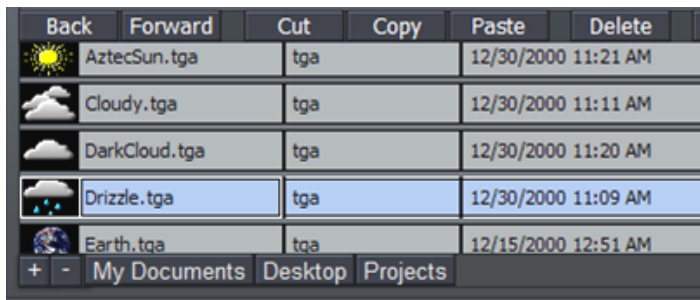 Back Forward Cut Copy Paste Delete
AztecSun.tga tga 12/30/2000 11:21 AM
Cloudy.tga tga 12/30/2000 11:11 AM
DarkCloud.tga tga 12/30/2000 11:20 AM
Drizzle.tga tga 12/30/2000 11:09 AM
Earth.tga tga 12/15/2000 12:51 AM
+ - My Documents Desktop Projects